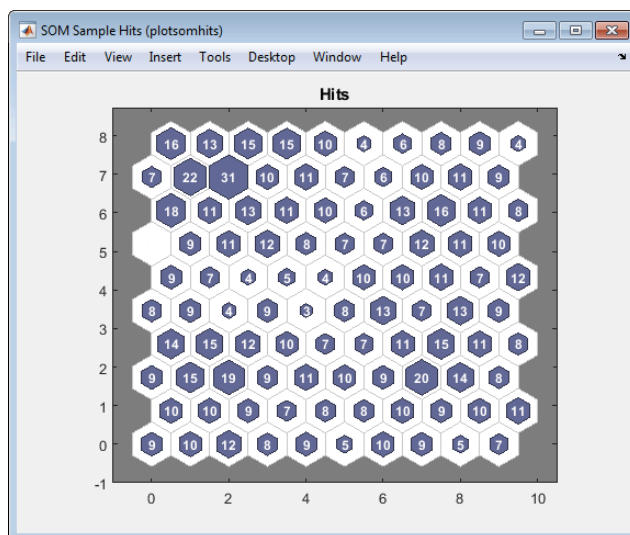 SOM Sample Hits (plotsomhits)
File Edit View Insert Tools Desktop Window Help
Hits
8 16 13 15 15 10 4 6 8 9 4
7 7 22 31 10 11 7 6 10 11 9
6 18 11 13 11 10 6 13 16 11 8
5 9 11 12 8 7 7 12 11 10
4 9 7 4 5 4 10 10 11 7 12
3 8 9 4 9 3 8 13 7 13 9
14 15 12 10 7 7 11 15 11 8
2 9 15 19 9 11 10 9 20 14 8
1 10 10 9 7 8 8 10 9 10 11
0 9 10 12 8 9 5 10 9 5 7
-1
0 2 4 6 8 10